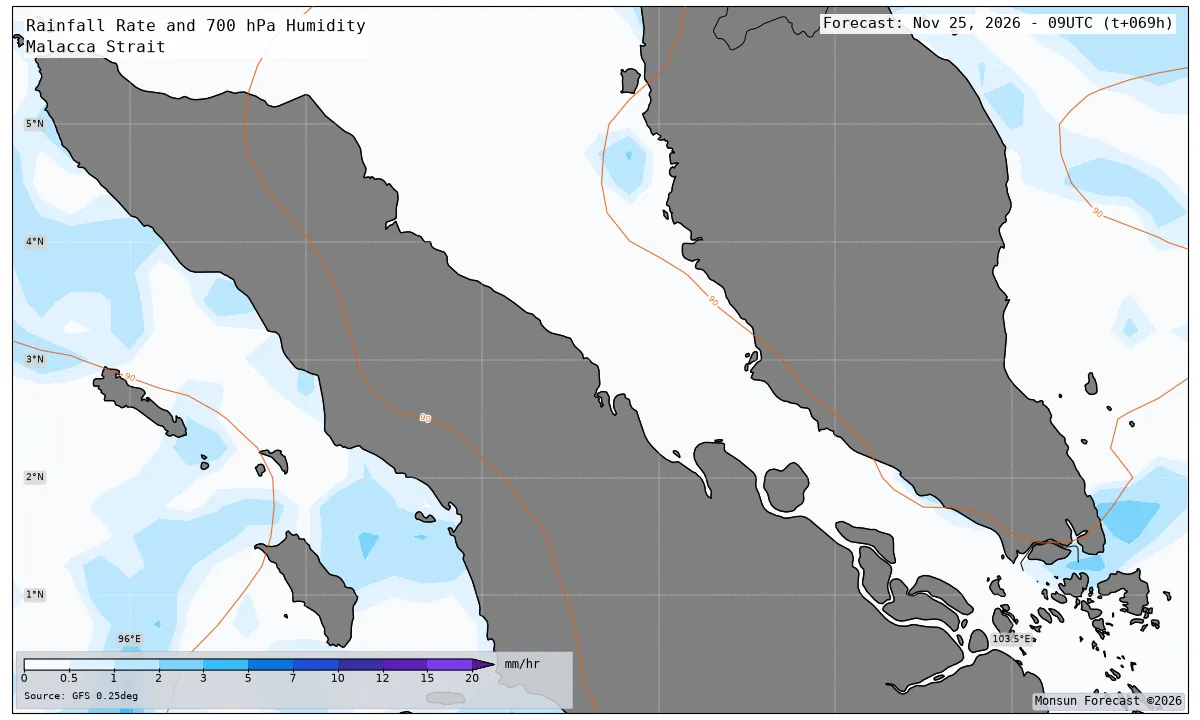 Rainfall Rate and 700 hPa Humidity
Malacca Strait
Forecast: Nov 25, 2026 - 09UTC (t+069h)
5°N
4°N
3°N
2°N
1°N
96°E
103.5°E
90
90
90
90
0 0.5 1 2 3 5 7 10 12 15 20
mm/hr
Source: GFS 0.25deg
Monsun Forecast ©2026